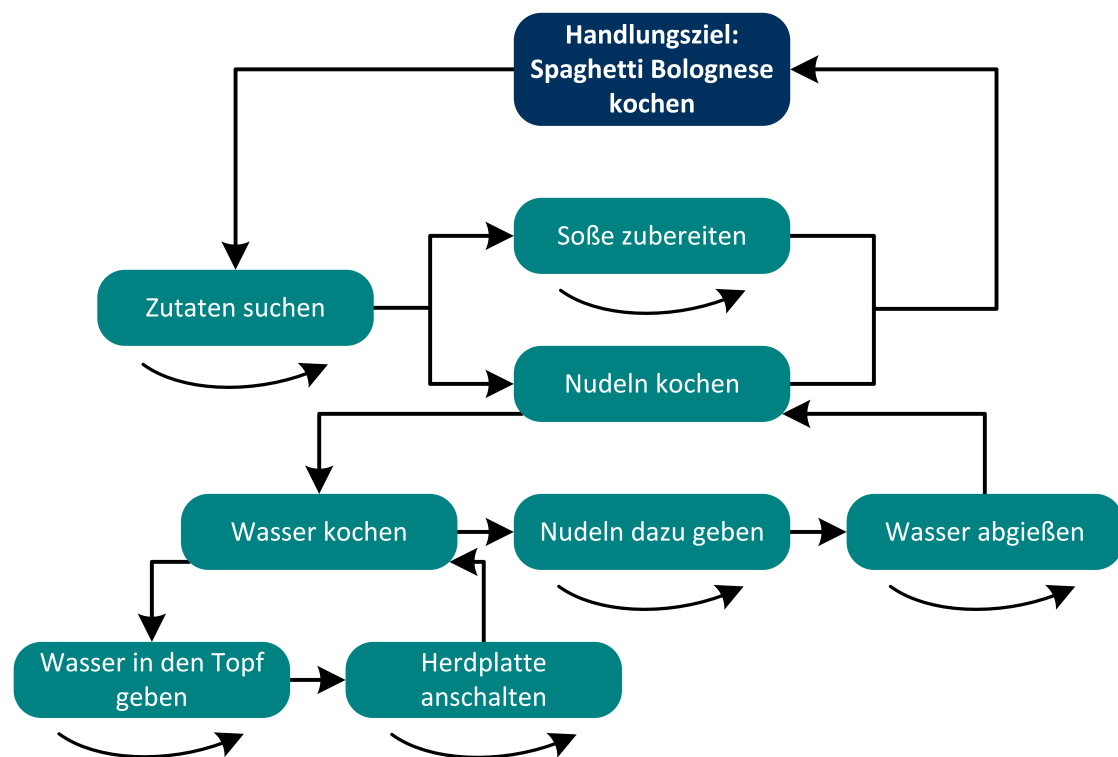 Handlungsziel:
Spaghetti Bolognese
kochen
Soße zubereiten
Zutaten suchen
Nudeln kochen
Wasser kochen
Nudeln dazu geben
Wasser abgießen
Wasser in den Topf
geben
Herdplatte
anschalten